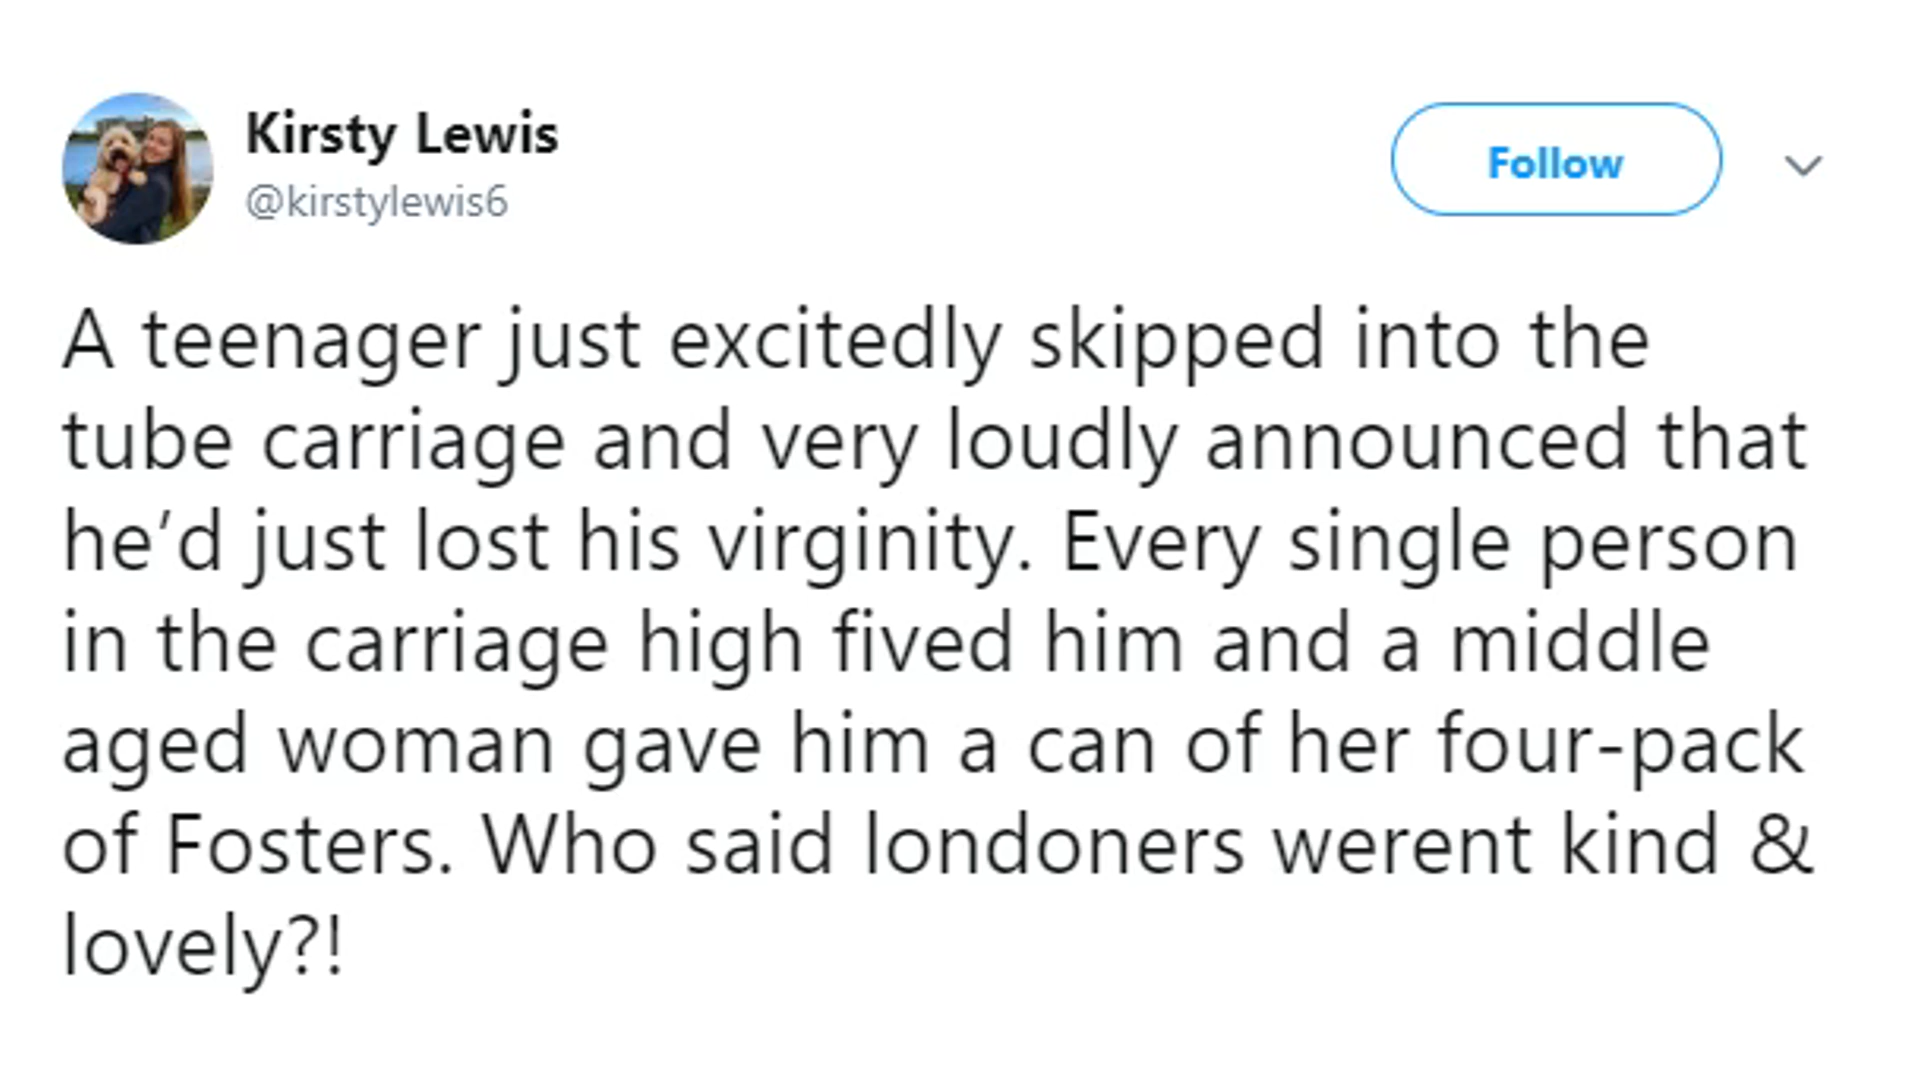 Kirsty Lewis
@kirstylewis6
Follow
A teenager just excitedly skipped into the
tube carriage and very loudly announced that
he’d just lost his virginity. Every single person
in the carriage high fived him and a middle
aged woman gave him a can of her four-pack
of Fosters. Who said londoners werent kind &
lovely?!